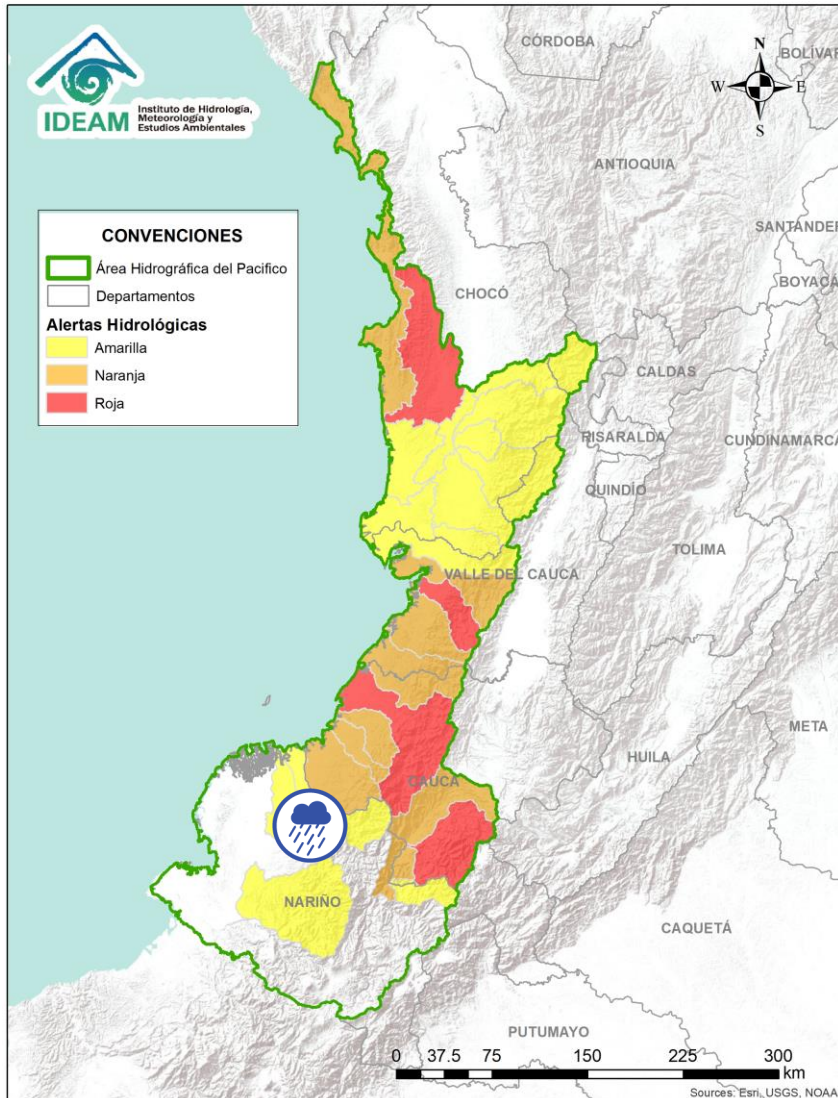 IDEAM
Instituto de Hidrología,
Meteorología y
Estudios Ambientales
CÓRDOBA
BOLÍVAR
N
W E
S
ANTIOQUIA
SANTANDER
BOYACÁ
CONVENCIONES
Área Hidrográfica del Pacifico
Departamentos
Alertas Hidrológicas
Amarilla
Naranja
Roja
CHOCÓ
CALDAS
RISARALDA
CUNDINAMARCA
QUINDÍO
TOLIMA
VALLE DEL CAUCA
META
HUILA
CAUCA
NARIÑO
CAQUETÁ
PUTUMAYO
0 37.5 75 150 225 300
km
Sources: Esri, USGS, NOAA